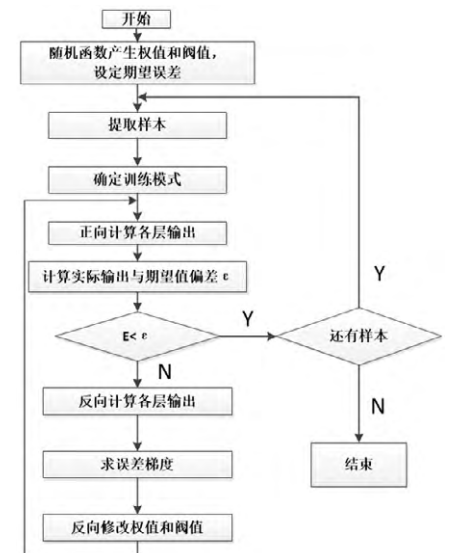 开始
随机函数产生权值和阀值，
设定期望误差
提取样本
确定训练模式
正向计算各层输出
计算实际输出与期望值偏差 ε
E< ε
Y
还有样本
Y
N
反向计算各层输出
N
结束
求误差梯度
反向修改权值和阀值